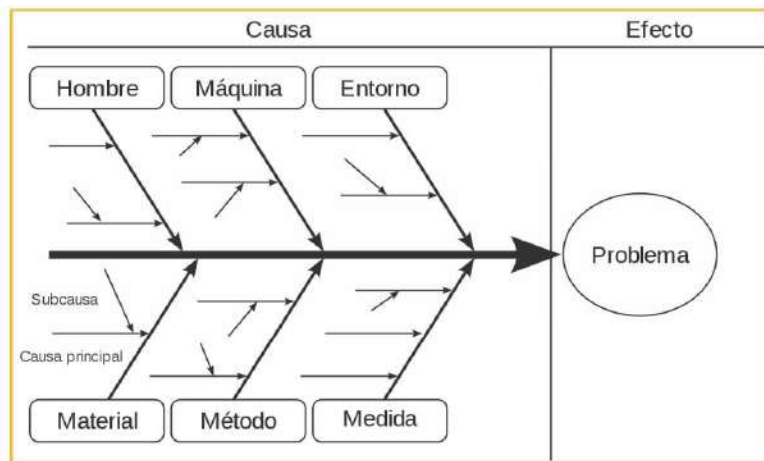 Causa
Efecto
Hombre
Máquina
Entorno
Problema
Subcausa
Causa principal
Material
Método
Medida